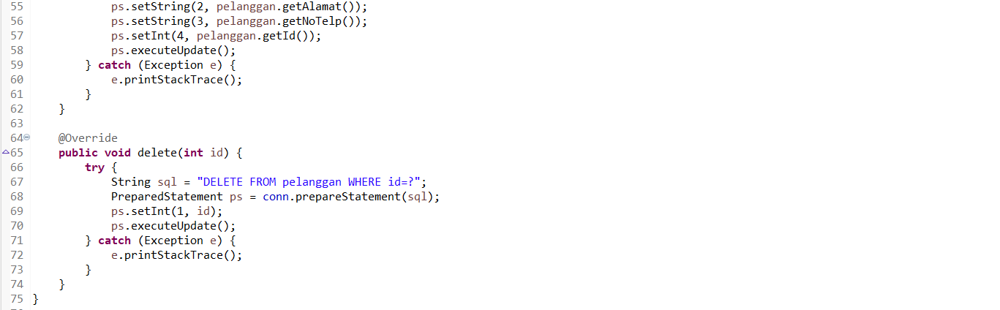 55            ps.setString(2, pelanggan.getAlamat());
56            ps.setString(3, pelanggan.getNoTelp());
57            ps.setInt(4, pelanggan.getId());
58            ps.executeUpdate();
59        } catch (Exception e) {
60            e.printStackTrace();
61        }
62    }
63
64    @Override
65    public void delete(int id) {
66        try {
67            String sql = "DELETE FROM pelanggan WHERE id=?";
68            PreparedStatement ps = conn.prepareStatement(sql);
69            ps.setInt(1, id);
70            ps.executeUpdate();
71        } catch (Exception e) {
72            e.printStackTrace();
73        }
74    }
75 }